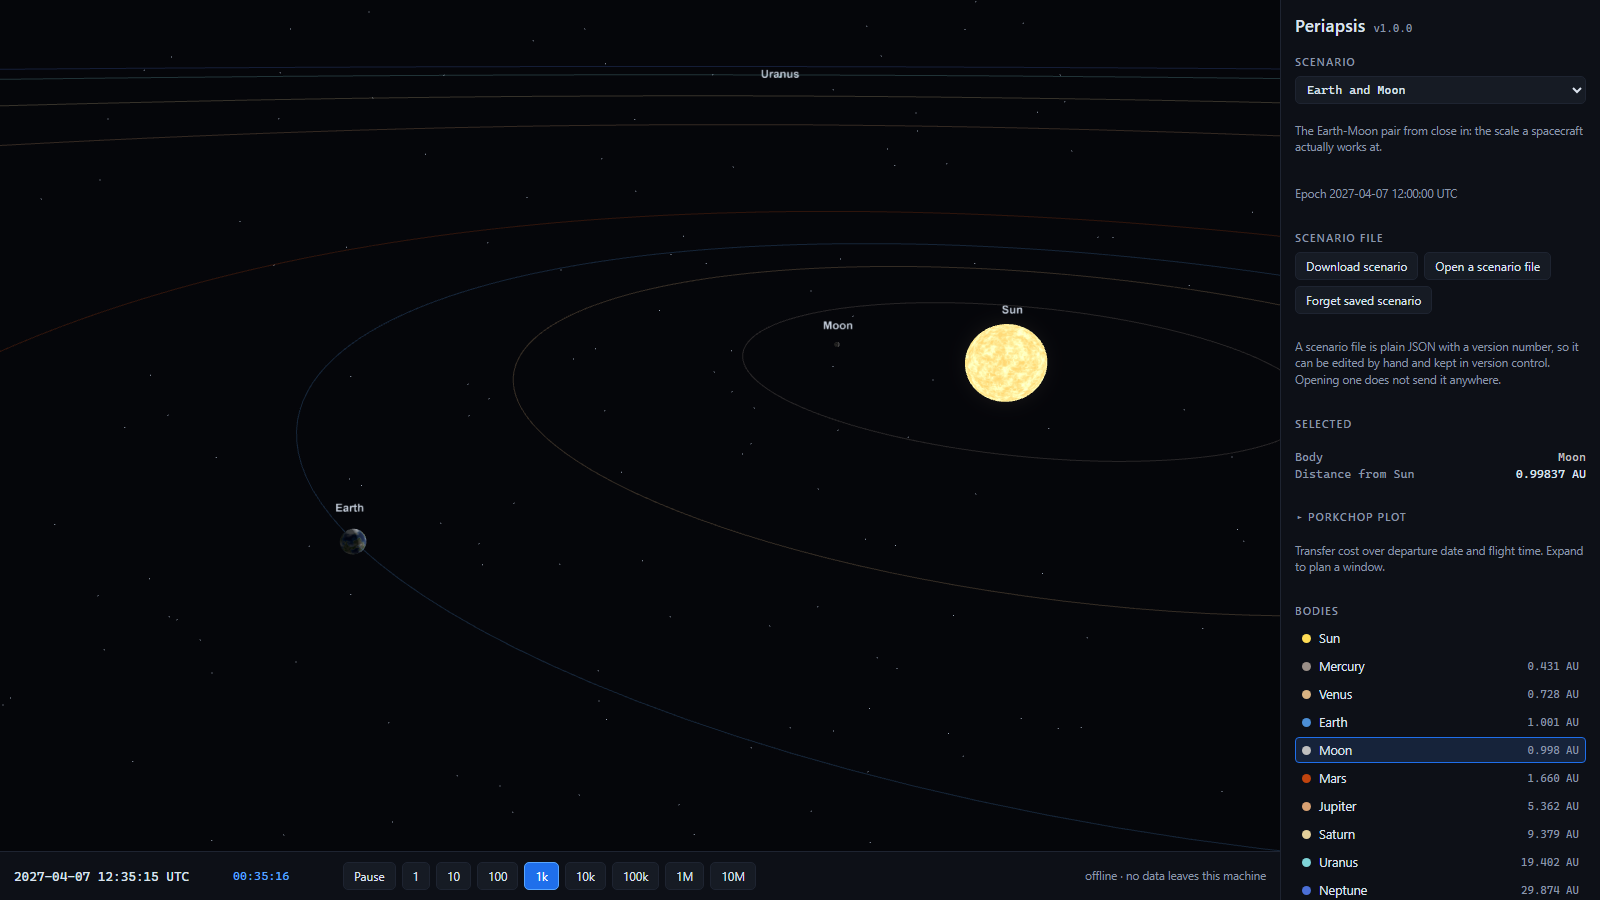 Uranus
Sun
Moon
Earth
2027-04-07 12:35:15 UTC
00:35:16
Pause
1
10
100
1k
10k
100k
1M
10M
offline · no data leaves this machine
Periapsis v1.0.0
SCENARIO
Earth and Moon
The Earth-Moon pair from close in: the scale a spacecraft
actually works at.
Epoch 2027-04-07 12:00:00 UTC
SCENARIO FILE
Download scenario
Open a scenario file
Forget saved scenario
A scenario file is plain JSON with a version number, so it
can be edited by hand and kept in version control.
Opening one does not send it anywhere.
SELECTED
Body Moon
Distance from Sun 0.99837 AU
PORKCHOP PLOT
Transfer cost over departure date and flight time. Expand
to plan a window.
BODIES
Sun
Mercury 0.431 AU
Venus 0.728 AU
Earth 1.001 AU
Moon 0.998 AU
Mars 1.660 AU
Jupiter 5.362 AU
Saturn 9.379 AU
Uranus 19.402 AU
Neptune 29.874 AU